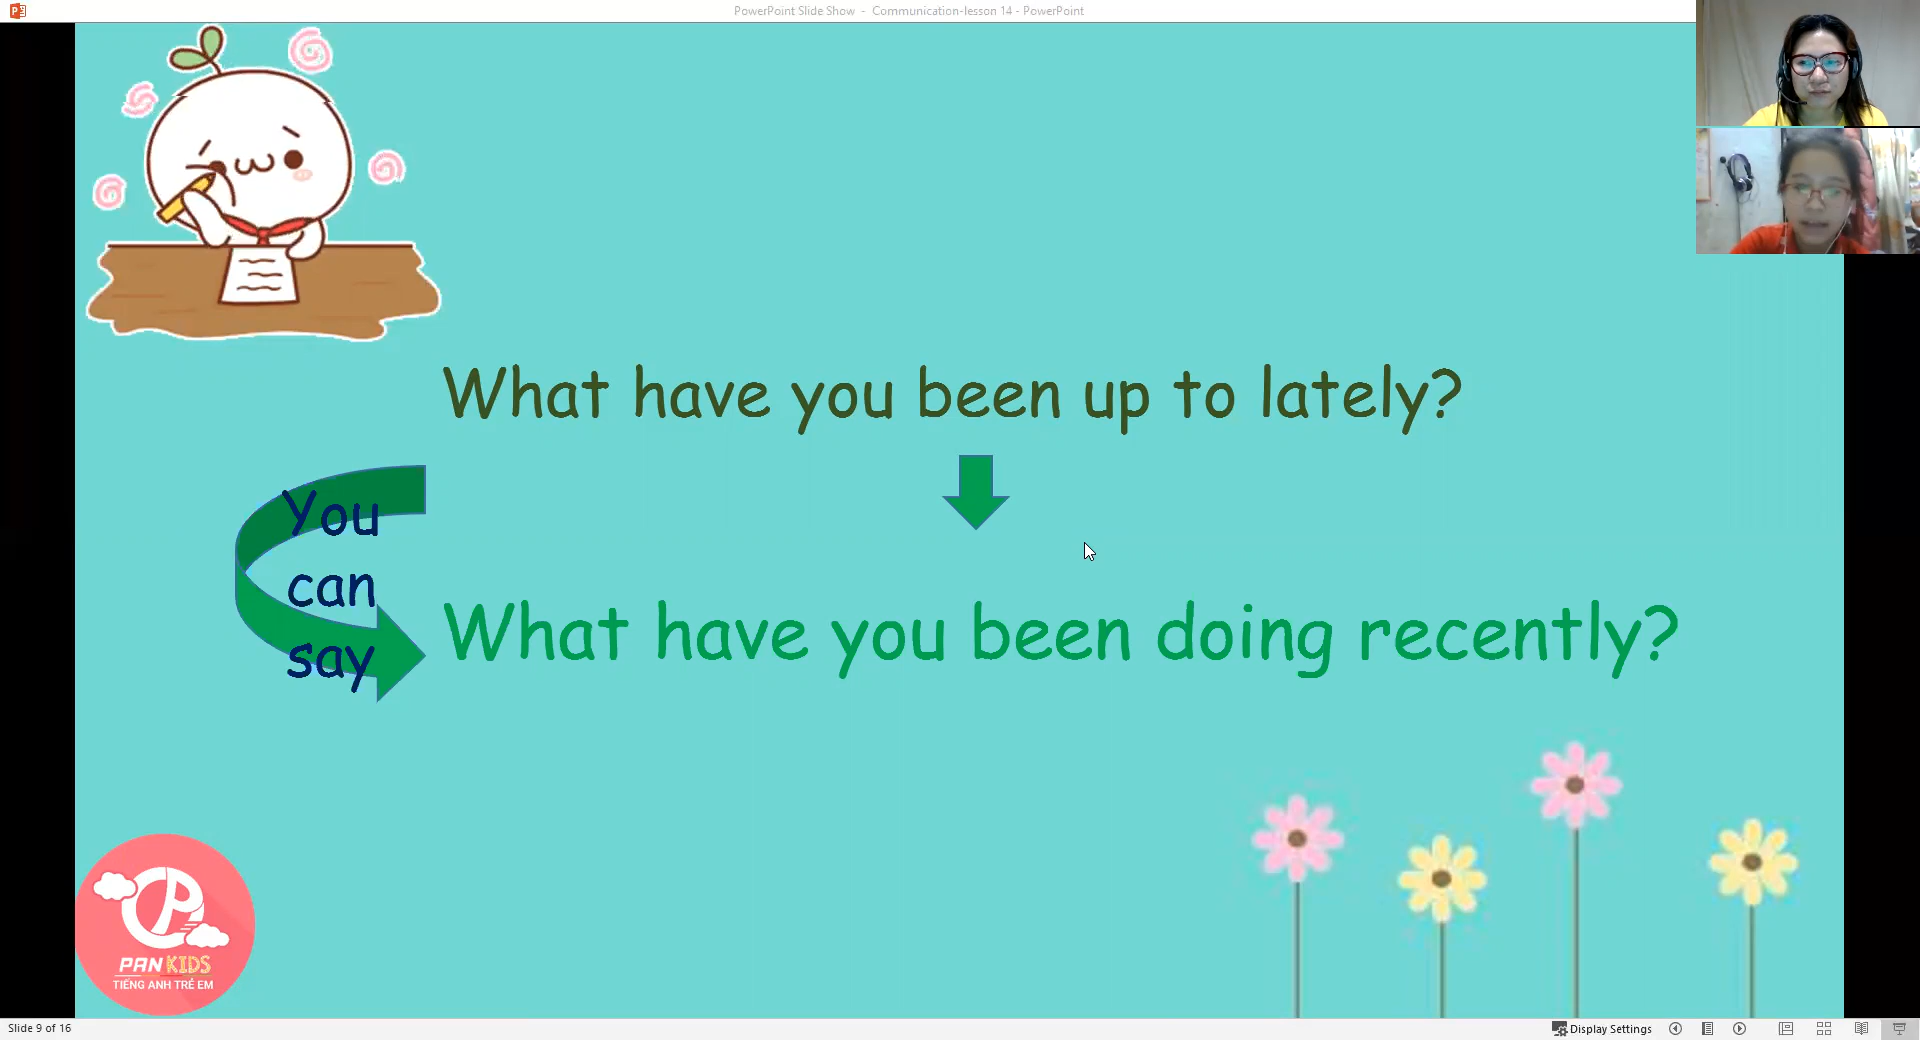 PowerPoint Slide Show - Communication-lesson 14 - PowerPoint
What have you been up to lately?
You
can
say
What have you been doing recently?
PAN KIDS
TIẾNG ANH TRẺ EM
Slide 9 of 16
Display Settings